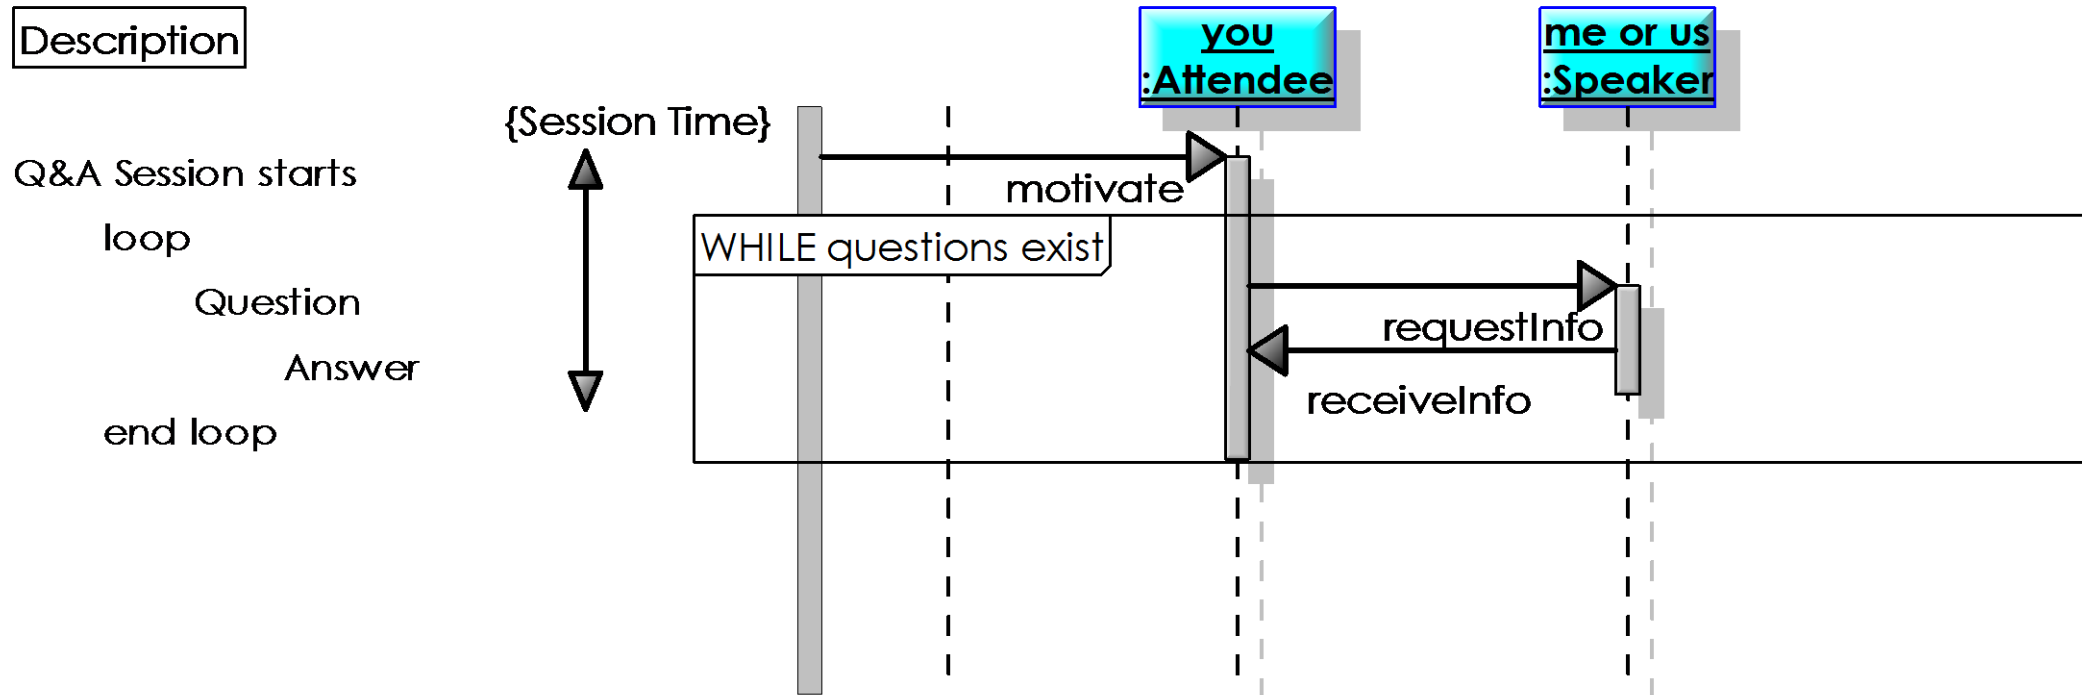 Description
you
:Attendee
me or us
:Speaker
{Session Time}
Q&A Session starts
motivate
loop
WHILE questions exist
Question
requestInfo
Answer
receiveInfo
end loop